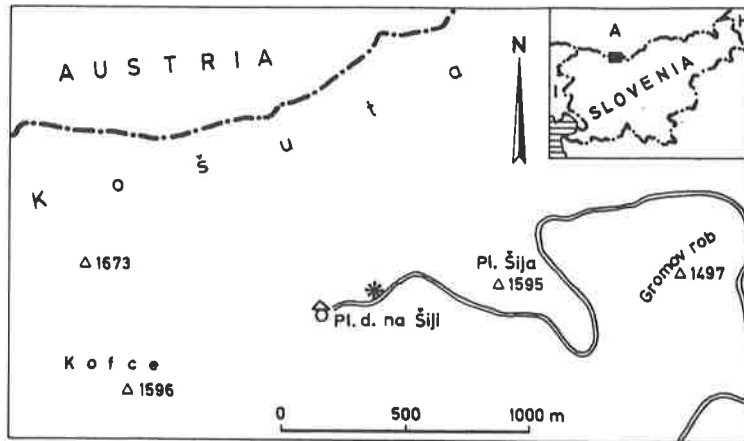 AUSTRIA
Košuta
N
A
H
I
SLOVENIA
1673
Pl. Šija
1595
Gromov rob
1497
Pl. d. na Šiji
Kofce
1596
0 500 1000 m